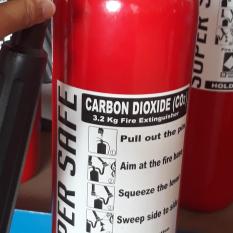 CARBON DIOXIDE (CO₂)
3.2 Kg Fire Extinguisher
Pull out the
Aim at the fire
Squeeze the
Sweep side to
PER SAFE
SUPER S
HOLD